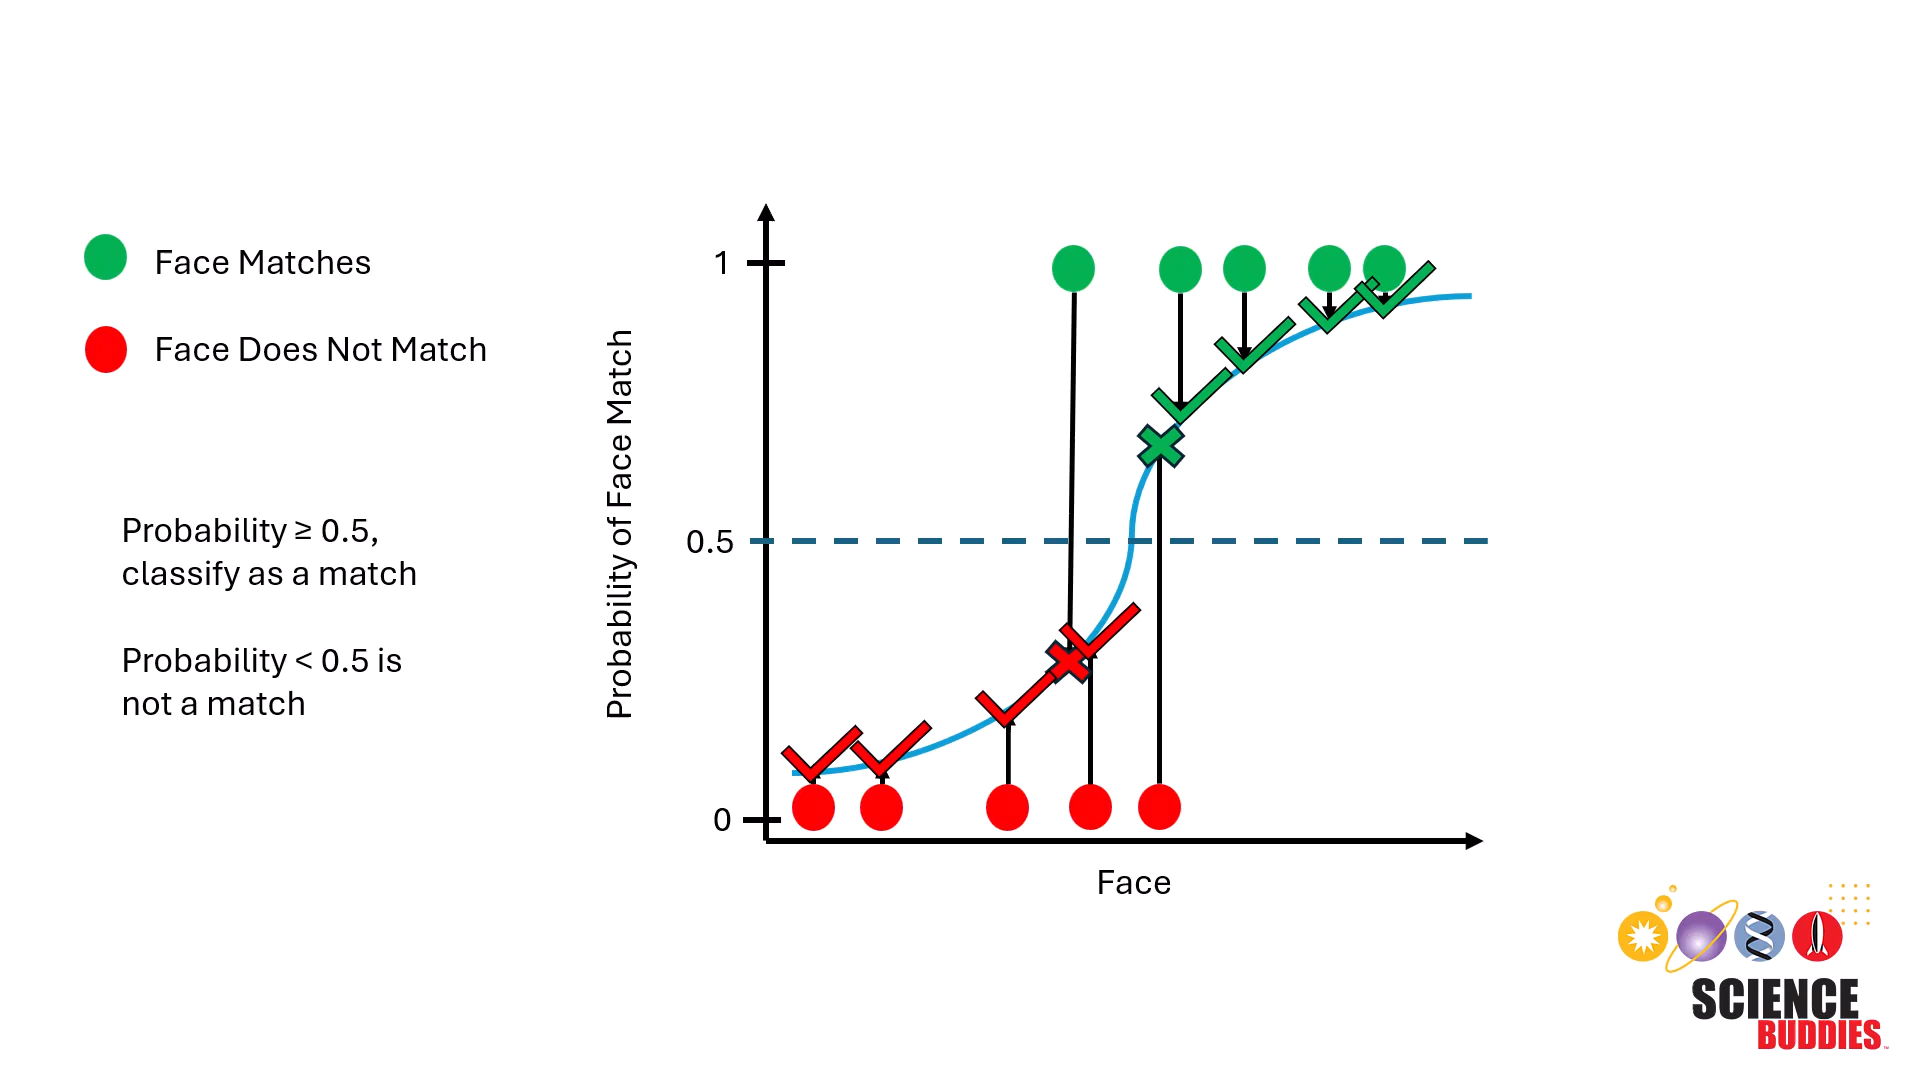 Face Matches
Face Does Not Match
Probability ≥ 0.5,
classify as a match
Probability < 0.5 is
not a match
Probability of Face Match
1
0.5
0
Face
SCIENCE
BUDDIES™